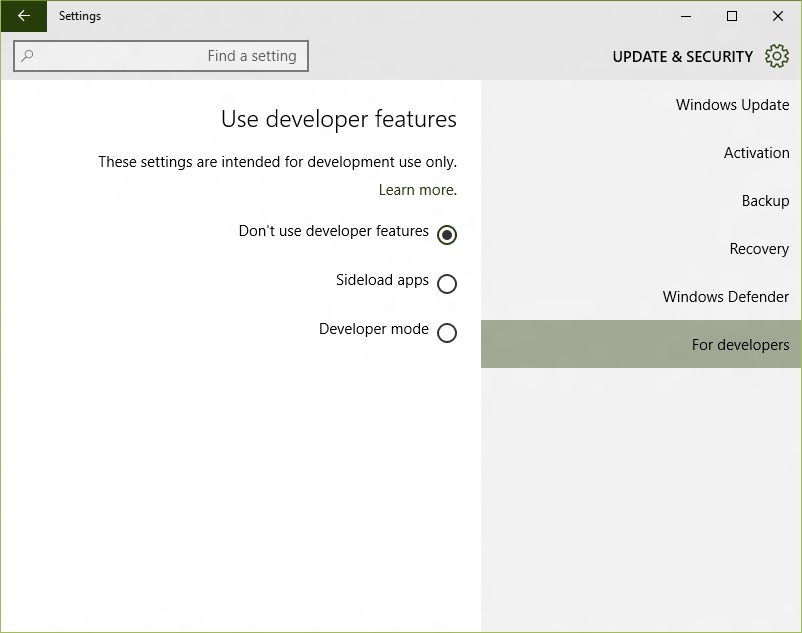 Settings
Find a setting
UPDATE & SECURITY
Use developer features
These settings are intended for development use only.
Learn more.
Don't use developer features
Sideload apps
Developer mode
Windows Update
Activation
Backup
Recovery
Windows Defender
For developers